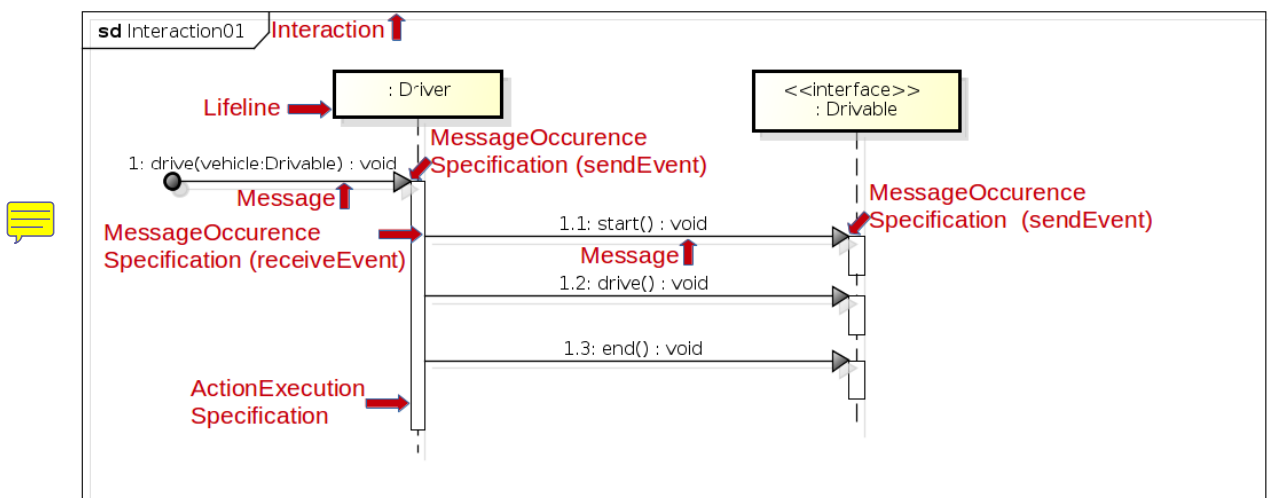 sd Interaction01
Interaction
: Driver
<<interface>>
: Drivable
Lifeline
MessageOccurence
Specification (sendEvent)
1: drive(vehicle:Drivable) : void
Message
MessageOccurence
Specification (sendEvent)
1.1: start() : void
MessageOccurence
Specification (receiveEvent)
Message
1.2: drive() : void
1.3: end() : void
ActionExecution
Specification